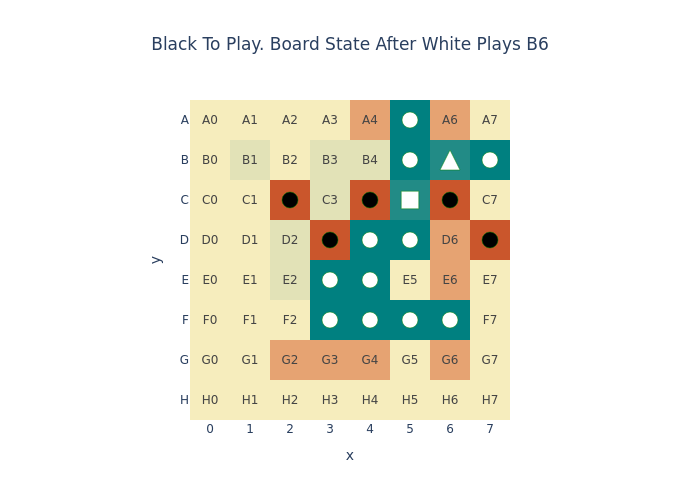 Black To Play. Board State After White Plays B6
A A0 A1 A2 A3 A4 A6 A7
B B0 B1 B2 B3 B4
C C0 C1 C3 C7
D D0 D1 D2 D6
E E0 E1 E2 E5 E6 E7
F F0 F1 F2 F7
G G0 G1 G2 G3 G4 G5 G6 G7
H H0 H1 H2 H3 H4 H5 H6 H7
0 1 2 3 4 5 6 7
x
y